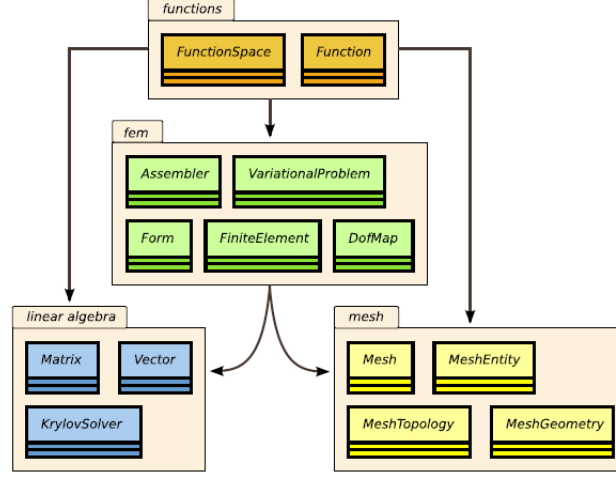 functions
FunctionSpace
Function
fem
Assembler
VariationalProblem
Form
FiniteElement
DofMap
linear algebra
Matrix
Vector
KrylovSolver
mesh
Mesh
MeshEntity
MeshTopology
MeshGeometry